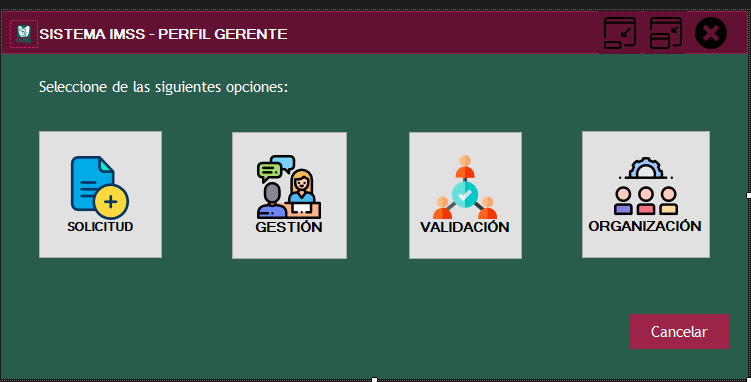 SISTEMA IMSS - PERFIL GERENTE
Seleccione de las siguientes opciones:
SOLICITUD
GESTIÓN
VALIDACIÓN
ORGANIZACIÓN
Cancelar